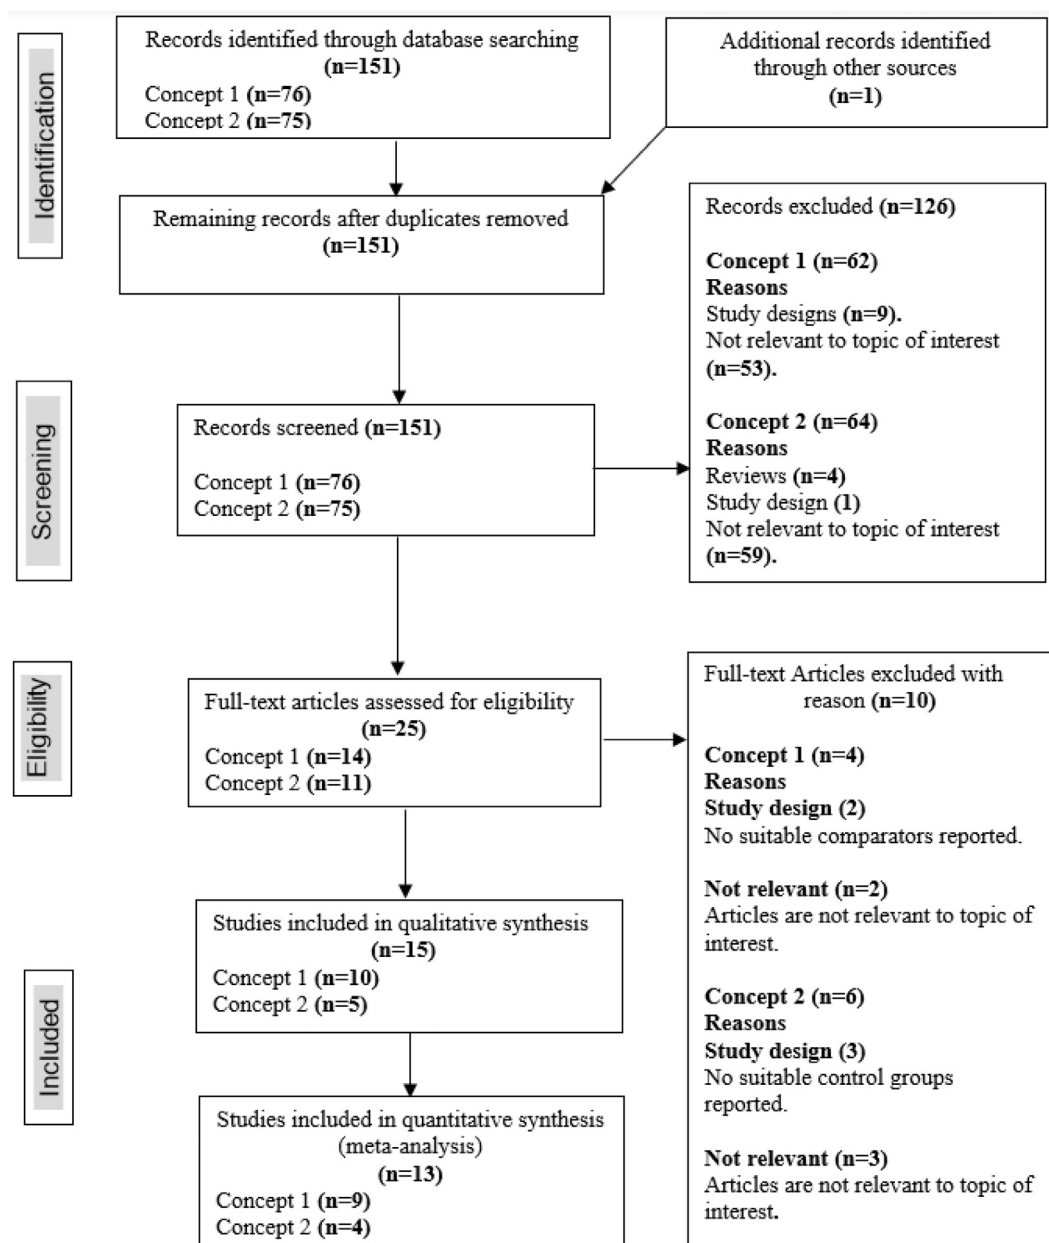 Identification
Records identified through database searching
(n=151)
Concept 1 (n=76)
Concept 2 (n=75)
Additional records identified
through other sources
(n=1)
Remaining records after duplicates removed
(n=151)
Records excluded (n=126)
Concept 1 (n=62)
Reasons
Study designs (n=9).
Not relevant to topic of interest
(n=53).
Concept 2 (n=64)
Reasons
Reviews (n=4)
Study design (1)
Not relevant to topic of interest
(n=59).
Screening
Records screened (n=151)
Concept 1 (n=76)
Concept 2 (n=75)
Eligibility
Full-text articles assessed for eligibility
(n=25)
Concept 1 (n=14)
Concept 2 (n=11)
Full-text Articles excluded with
reason (n=10)
Concept 1 (n=4)
Reasons
Study design (2)
No suitable comparators reported.
Not relevant (n=2)
Articles are not relevant to topic of
interest.
Concept 2 (n=6)
Reasons
Study design (3)
No suitable control groups
reported.
Not relevant (n=3)
Articles are not relevant to topic of
interest.
Included
Studies included in qualitative synthesis
(n=15)
Concept 1 (n=10)
Concept 2 (n=5)
Studies included in quantitative synthesis
(meta-analysis)
(n=13)
Concept 1 (n=9)
Concept 2 (n=4)